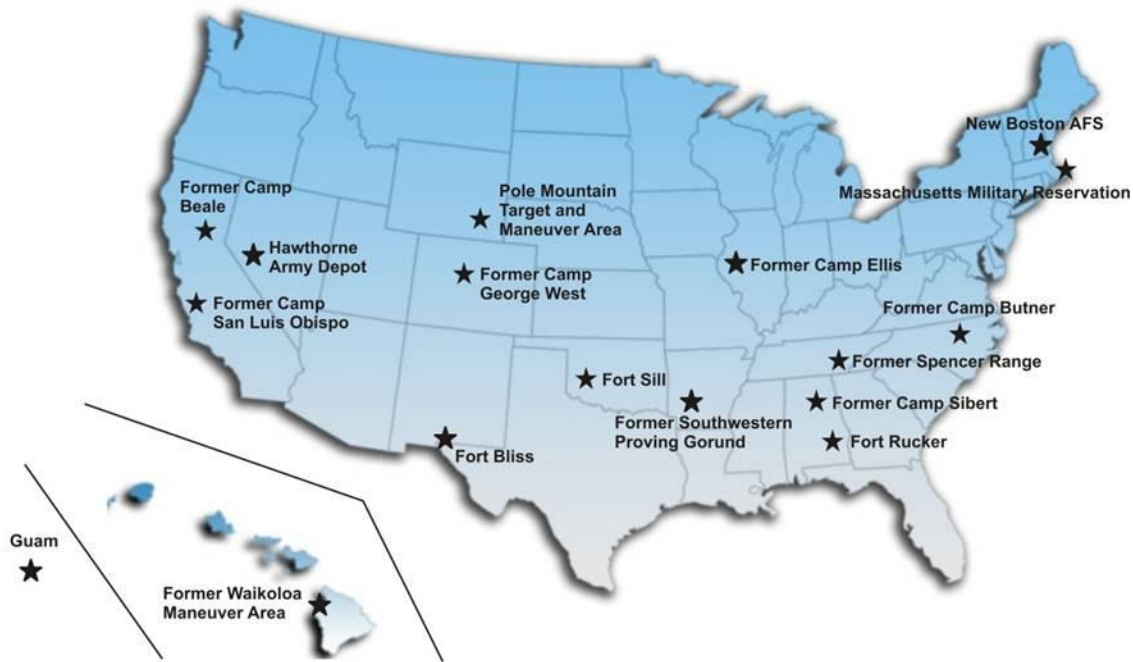 New Boston AFS
Massachusetts Military Reservation
Former Camp
Beale
Pole Mountain
Target and
Maneuver Area
Hawthorne
Army Depot
Former Camp
George West
Former Camp Ellis
Former Camp
San Luis Obispo
Former Camp Butner
Former Spencer Range
Fort Sill
Former Camp Sibert
Former Southwestern
Proving Gorund
Fort Rucker
Fort Bliss
Guam
Former Waikoloa
Maneuver Area